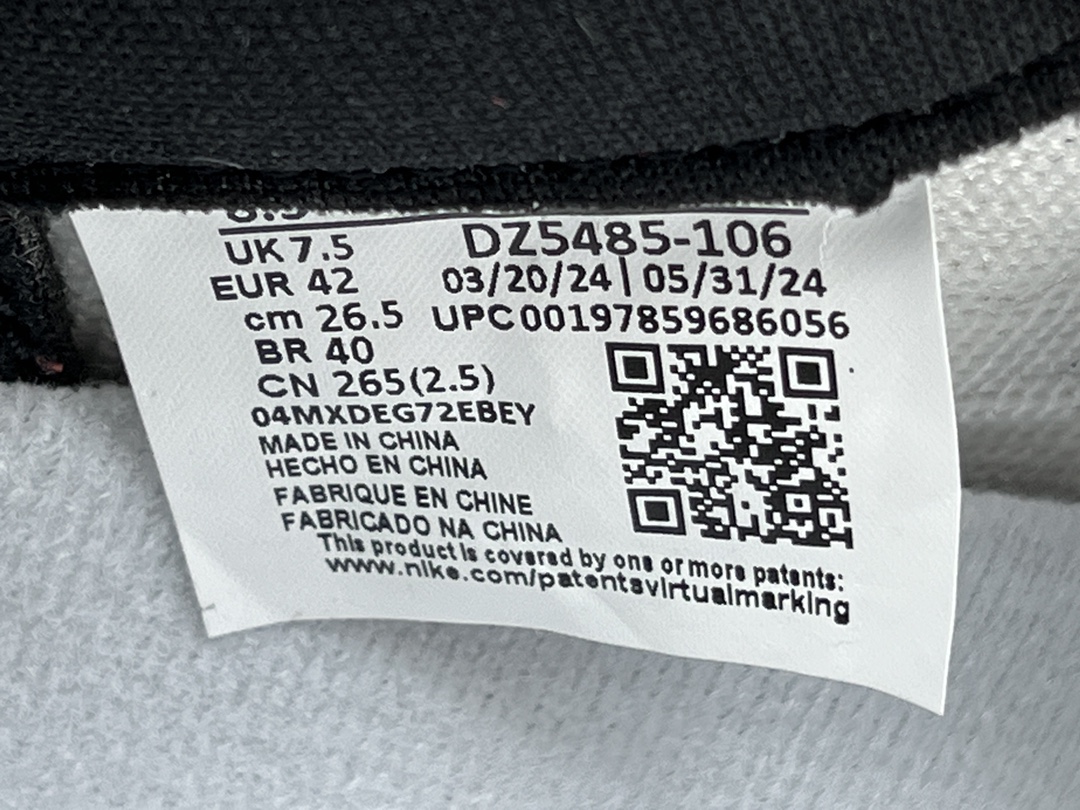 8.5
UK 7.5 DZ5485-106
EUR 42 03/20/24 | 05/31/24
cm 26.5 UPC00197859686056
BR 40
CN 265(2.5)
04MXDEG72EBEY
MADE IN CHINA
HECHO EN CHINA
FABRIQUE EN CHINE
FABRICADO NA CHINA
This product is covered by one or more patents:
www.nike.com/patentsvirtualmarking